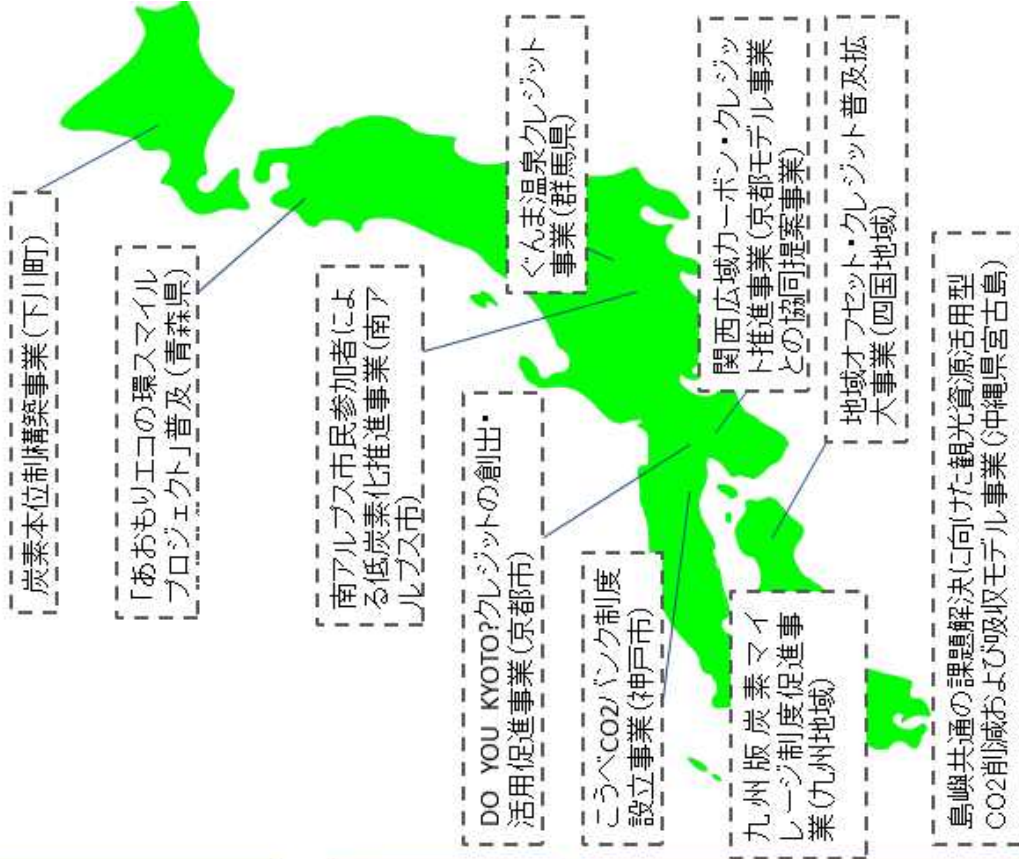 炭素本位制構築事業(下川町)
「あおもりエコの環スマイル
プロジェクト」普及(青森県)
南アルプス市民参加者によ
る低炭素化推進事業(南ア
ルプス市)
ぐんま温泉クレジット
事業(群馬県)
DO YOU KYOTO?クレジットの創出・
活用促進事業(京都市)
関西広域カーボン・クレジッ
ト推進事業(京都モデル事業
との協同提案事業)
こうべCO2バンク制度
設立事業(神戸市)
地域オフセット・クレジット普及拡
大事業(四国地域)
九州版炭素マイ
レージ制度促進事
業(九州地域)
島嶼共通の課題解決に向けた観光資源活用型
CO2削減および吸収モデル事業(沖縄県宮古島)